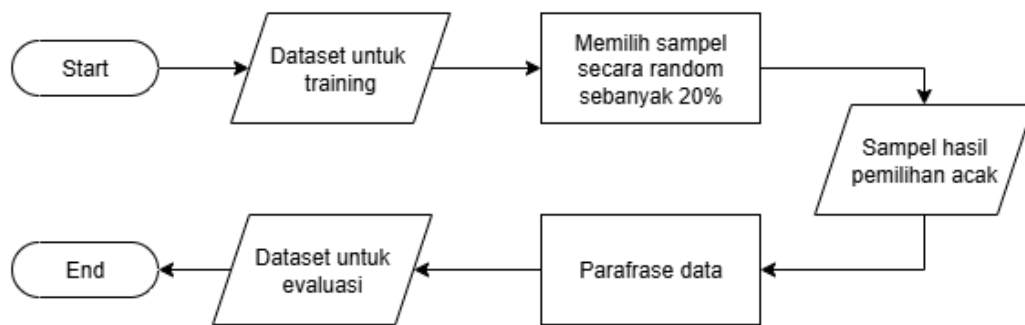 Start
Dataset untuk
training
Memilih sampel
secara random
sebanyak 20%
Sampel hasil
pemilihan acak
Parafrase data
Dataset untuk
evaluasi
End